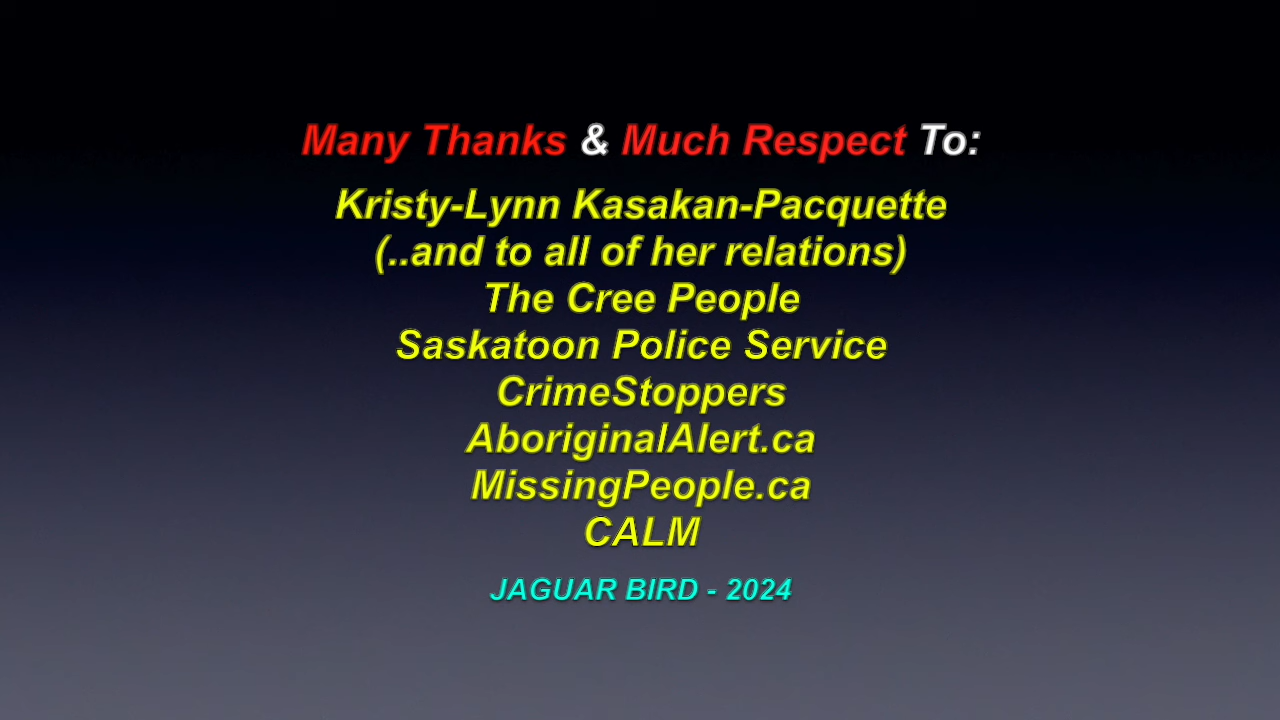 Many Thanks & Much Respect To:
Kristy-Lynn Kasakan-Pacquette
(..and to all of her relations)
The Cree People
Saskatoon Police Service
CrimeStoppers
AboriginalAlert.ca
MissingPeople.ca
CALM
JAGUAR BIRD - 2024